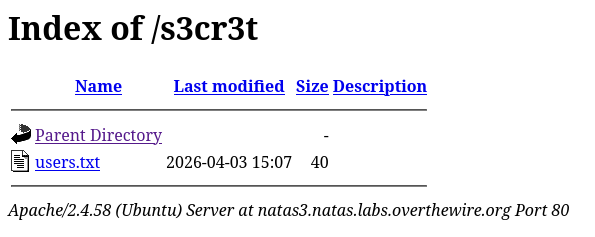 Index of /s3cr3t
Name Last modified Size Description
Parent Directory -
users.txt 2026-04-03 15:07 40
Apache/2.4.58 (Ubuntu) Server at natas3.natas.labs.overthewire.org Port 80